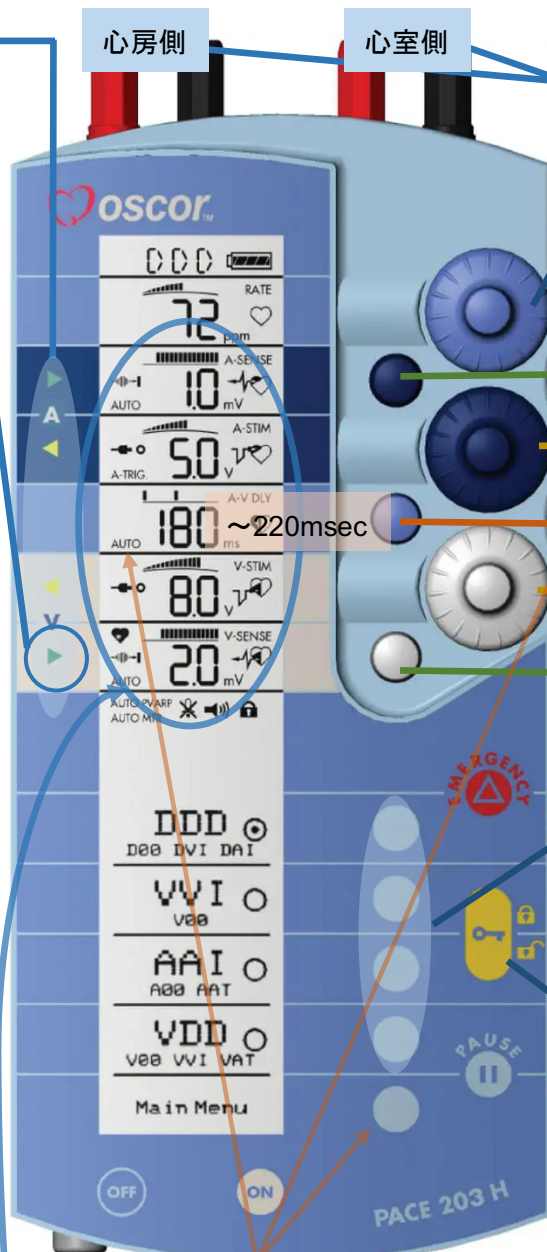 心房側 心室側
oscor™
DDD
RATE
72 ppm
A-SENSE
1.0 mV
AUTO
A
A-STIM
5.0 V
A-TRIG.
A-V DLY
180 ms
AUTO
～220msec
V-STIM
8.0 V
V
V-SENSE
2.0 mV
AUTO
AUTO PVARP
AUTO MTR
EMERGENCY
DDD
D00 DVI DAI
VVI
V00
AAI
A00 AAT
VDD
V00 VVI VAT
PAUSE
Main Menu
OFF ON
PACE 203 H